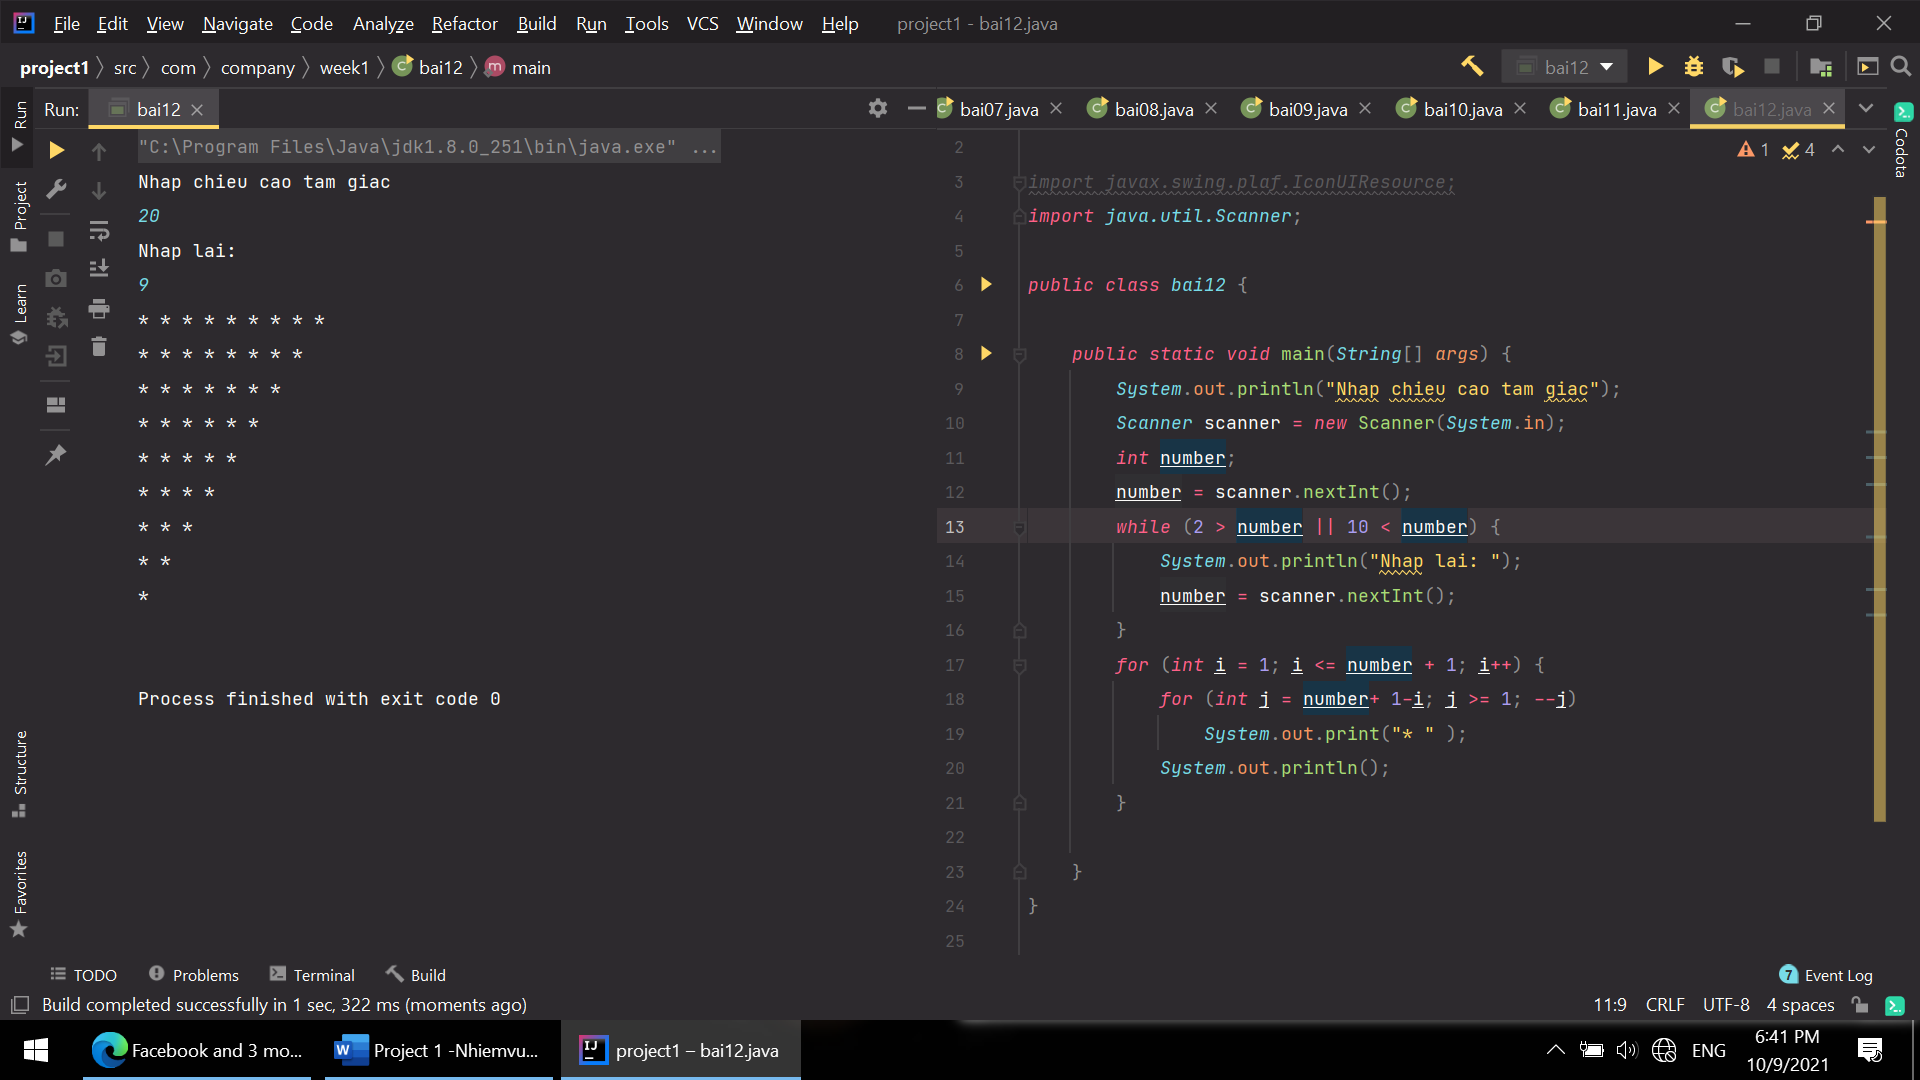 File Edit View Navigate Code Analyze Refactor Build Run Tools VCS Window Help project1 - bai12.java
project1 src com company week1 bai12 m main bai12
Run: bai12
bai07.java bai08.java bai09.java bai10.java bai11.java bai12.java
"C:\Program Files\Java\jdk1.8.0_251\bin\java.exe" ...
Nhap chieu cao tam giac
20
Nhap lai:
9
* * * * * * * * *
* * * * * * * *
* * * * * * *
* * * * * *
* * * * *
* * * *
* * *
* *
*
Process finished with exit code 0
1 4
2
3 import javax.swing.plaf.IconUIResource;
4 import java.util.Scanner;
5
6 public class bai12 {
7
8 public static void main(String[] args) {
9 System.out.println("Nhap chieu cao tam giac");
10 Scanner scanner = new Scanner(System.in);
11 int number;
12 number = scanner.nextInt();
13 while (2 > number || 10 < number) {
14 System.out.println("Nhap lai: ");
15 number = scanner.nextInt();
16 }
17 for (int i = 1; i <= number + 1; i++) {
18 for (int j = number+ 1-i; j >= 1; --j)
19 System.out.print("* " );
20 System.out.println();
21 }
22
23 }
24 }
25
Run
Project
Learn
Structure
Favorites
Codota
TODO Problems Terminal Build 7 Event Log
Build completed successfully in 1 sec, 322 ms (moments ago) 11:9 CRLF UTF-8 4 spaces
Facebook and 3 mo... Project 1 -Nhiemvu... project1 – bai12.java ENG 6:41 PM
10/9/2021